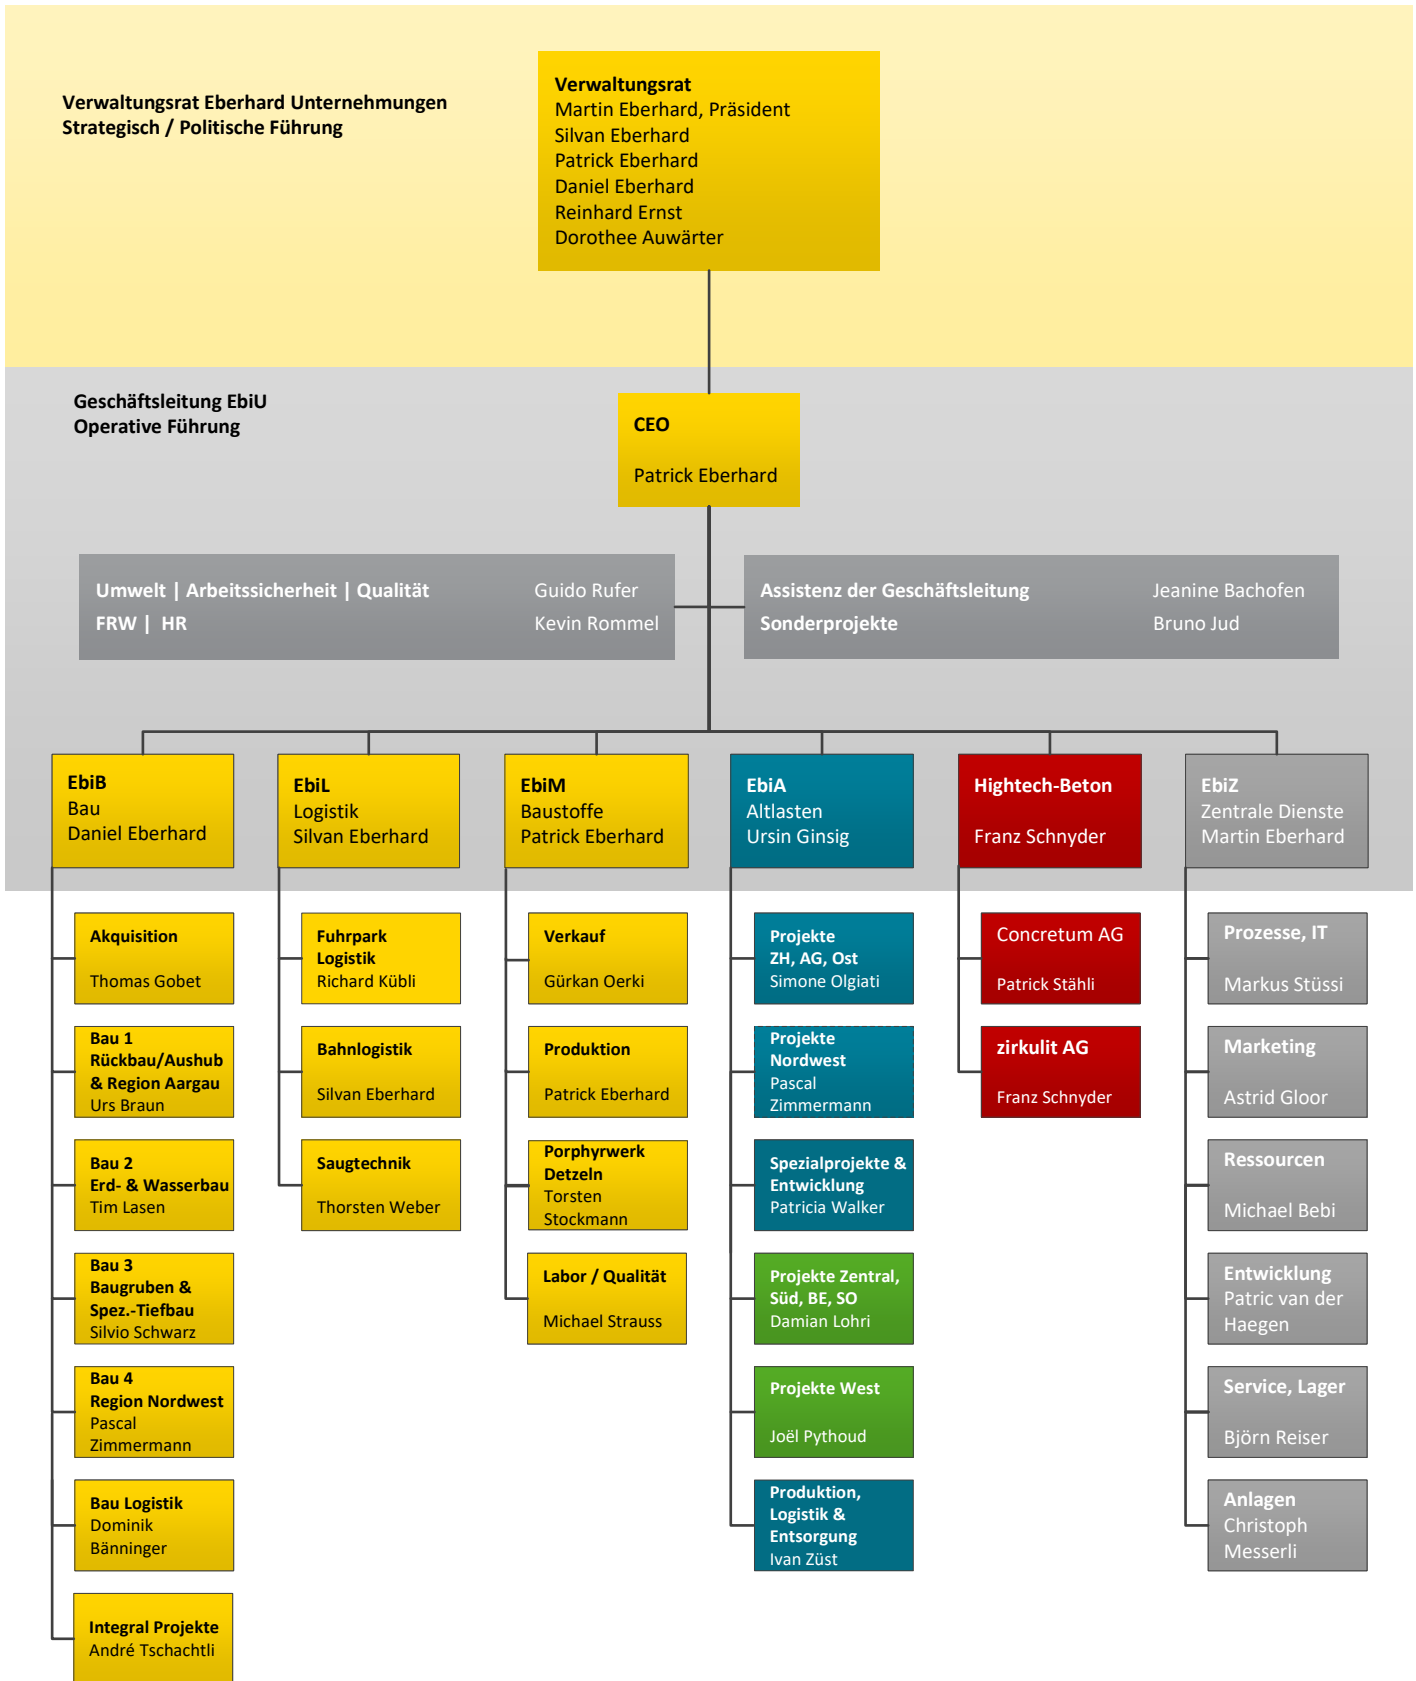 Verwaltungsrat Eberhard Unternehmungen
Strategisch / Politische Führung
Verwaltungsrat
Martin Eberhard, Präsident
Silvan Eberhard
Patrick Eberhard
Daniel Eberhard
Reinhard Ernst
Dorothee Auwärter
Geschäftsleitung EbiU
Operative Führung
CEO
Patrick Eberhard
Umwelt | Arbeitssicherheit | Qualität Guido Rufer
FRW | HR Kevin Rommel
Assistenz der Geschäftsleitung Jeanine Bachofen
Sonderprojekte Bruno Jud
EbiB
Bau
Daniel Eberhard
EbiL
Logistik
Silvan Eberhard
EbiM
Baustoffe
Patrick Eberhard
EbiA
Altlasten
Ursin Ginsig
Hightech-Beton
Franz Schnyder
EbiZ
Zentrale Dienste
Martin Eberhard
Akquisition
Thomas Gobet
Bau 1
Rückbau/Aushub
& Region Aargau
Urs Braun
Bau 2
Erd- & Wasserbau
Tim Lasen
Bau 3
Baugruben &
Spez.-Tiefbau
Silvio Schwarz
Bau 4
Region Nordwest
Pascal
Zimmermann
Bau Logistik
Dominik
Bänninger
Integral Projekte
André Tschachtli
Fuhrpark
Logistik
Richard Kübli
Bahnlogistik
Silvan Eberhard
Saugtechnik
Thorsten Weber
Verkauf
Gürkan Oerki
Produktion
Patrick Eberhard
Porphyrwerk
Detzeln
Torsten
Stockmann
Labor / Qualität
Michael Strauss
Projekte
ZH, AG, Ost
Simone Olgiati
Projekte
Nordwest
Pascal
Zimmermann
Spezialprojekte &
Entwicklung
Patricia Walker
Projekte Zentral,
Süd, BE, SO
Damian Lohri
Projekte West
Joël Pythoud
Produktion,
Logistik &
Entsorgung
Ivan Züst
Concretum AG
Patrick Stähli
zirkulit AG
Franz Schnyder
Prozesse, IT
Markus Stüssi
Marketing
Astrid Gloor
Ressourcen
Michael Bebi
Entwicklung
Patric van der
Haegen
Service, Lager
Björn Reiser
Anlagen
Christoph
Messerli